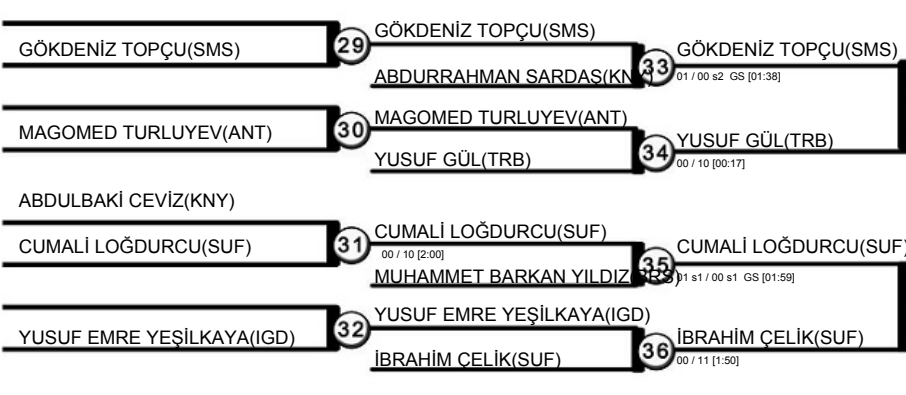 GÖKDENİZ TOPÇU(SMS)
29
GÖKDENİZ TOPÇU(SMS)
ABDURRAHMAN SARDAŞ(KNY)
33
GÖKDENİZ TOPÇU(SMS)
01 / 00 s2 GS [01:38]
MAGOMED TURLUYEV(ANT)
30
MAGOMED TURLUYEV(ANT)
YUSUF GÜL(TRB)
34
YUSUF GÜL(TRB)
00 / 10 [00:17]
ABDULBAKİ CEVİZ(KNY)
CUMALİ LOĞDURCU(SUF)
31
CUMALİ LOĞDURCU(SUF)
00 / 10 [2:00]
MUHAMMET BARKAN YILDIZ(BRS)
35
CUMALİ LOĞDURCU(SUF)
01 s1 / 00 s1 GS [01:59]
YUSUF EMRE YEŞİLKAYA(IGD)
32
YUSUF EMRE YEŞİLKAYA(IGD)
İBRAHİM ÇELİK(SUF)
36
İBRAHİM ÇELİK(SUF)
00 / 11 [1:50]